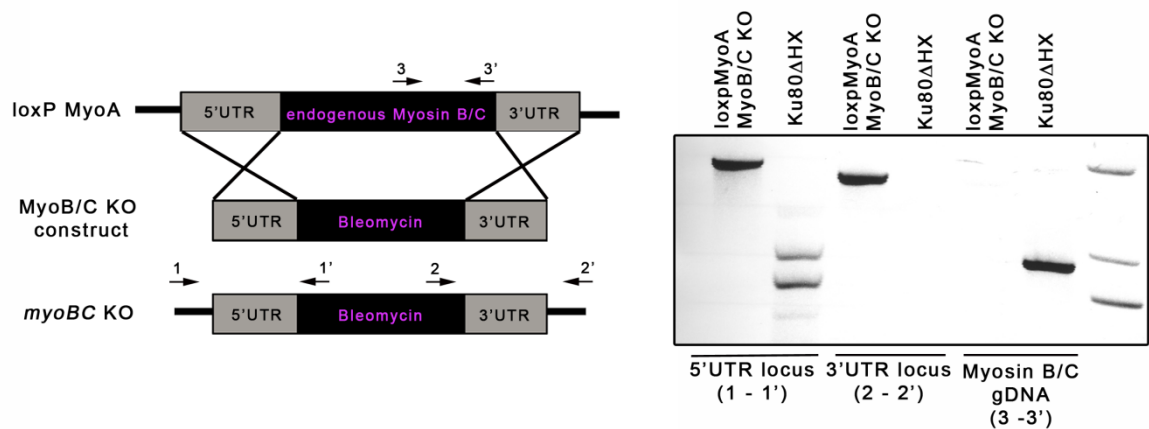 3 3’
loxP MyoA
5’UTR endogenous Myosin B/C 3’UTR
MyoB/C KO
construct
5’UTR Bleomycin 3’UTR
1 1’ 2 2’
myoBC KO
5’UTR Bleomycin 3’UTR
loxpMyoA
MyoB/C KO
Ku80ΔHX
loxpMyoA
MyoB/C KO
Ku80ΔHX
loxpMyoA
MyoB/C KO
Ku80ΔHX
5’UTR locus
(1 - 1’)
3’UTR locus
(2 - 2’)
Myosin B/C
gDNA
(3 -3’)